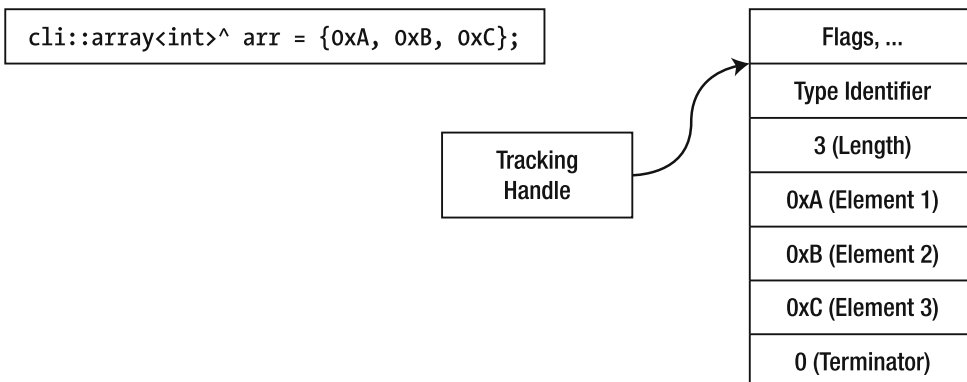 cli::array<int>^ arr = {0xA, 0xB, 0xC};
Tracking
Handle
Flags, ...
Type Identifier
3 (Length)
0xA (Element 1)
0xB (Element 2)
0xC (Element 3)
0 (Terminator)